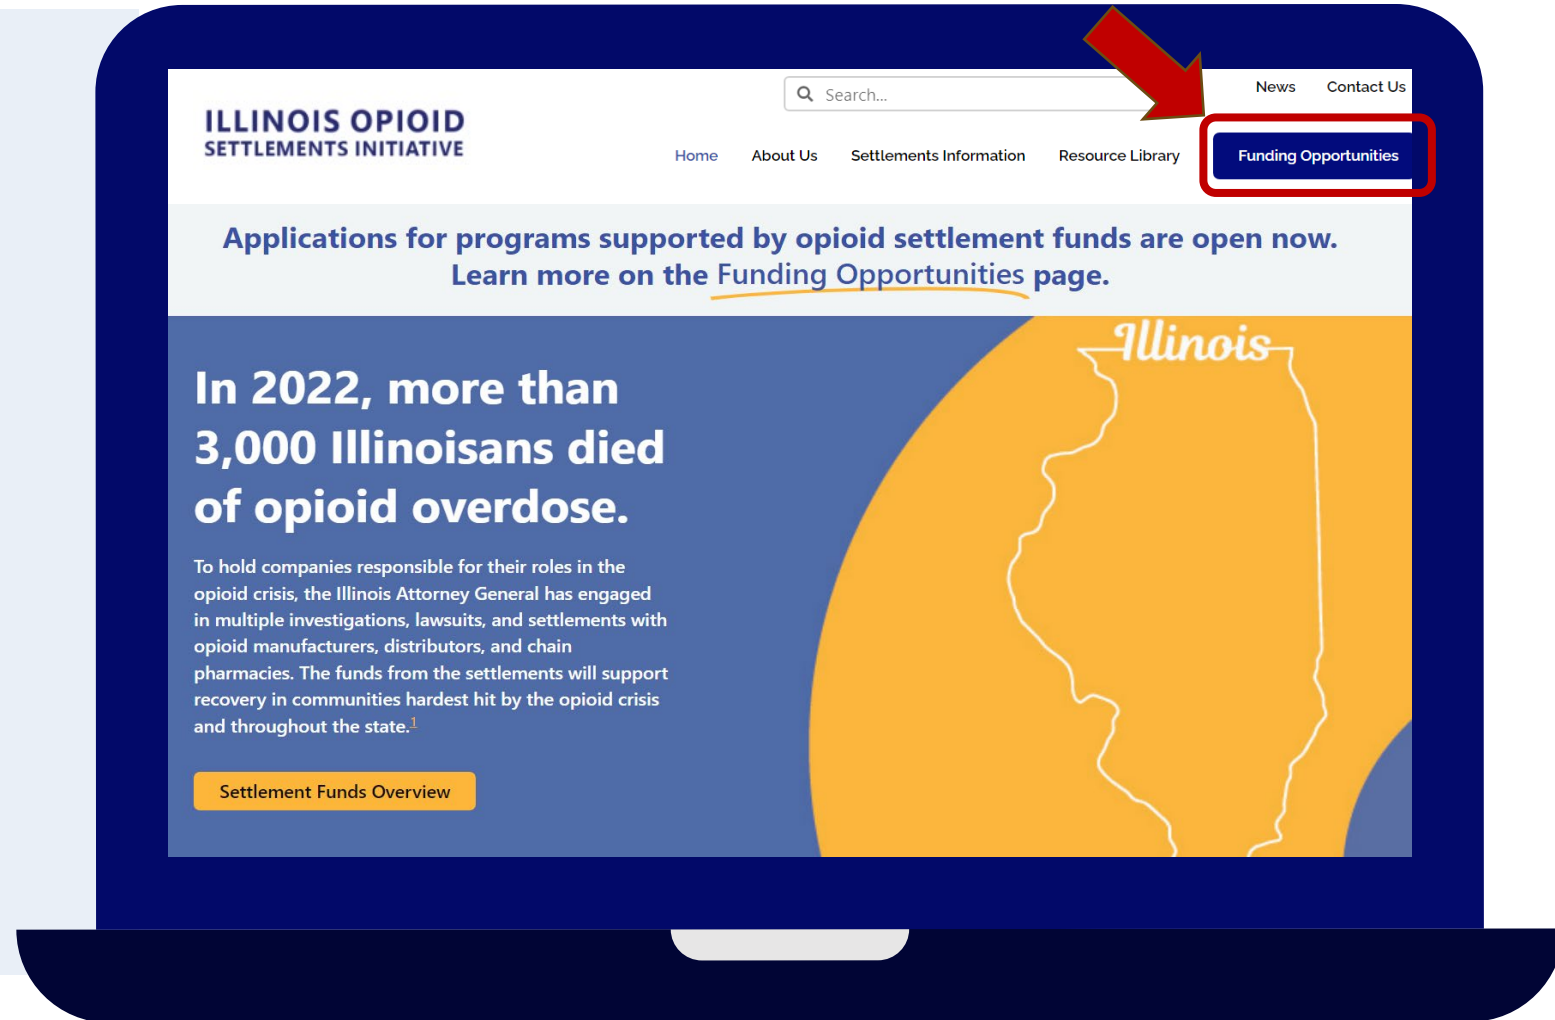 Search...
News
Contact Us
ILLINOIS OPIOID
SETTLEMENTS INITIATIVE
Home
About Us
Settlements Information
Resource Library
Funding Opportunities
Applications for programs supported by opioid settlement funds are open now.
Learn more on the Funding Opportunities page.
Illinois
In 2022, more than
3,000 Illinoisans died
of opioid overdose.
To hold companies responsible for their roles in the
opioid crisis, the Illinois Attorney General has engaged
in multiple investigations, lawsuits, and settlements with
opioid manufacturers, distributors, and chain
pharmacies. The funds from the settlements will support
recovery in communities hardest hit by the opioid crisis
and throughout the state.1
Settlement Funds Overview